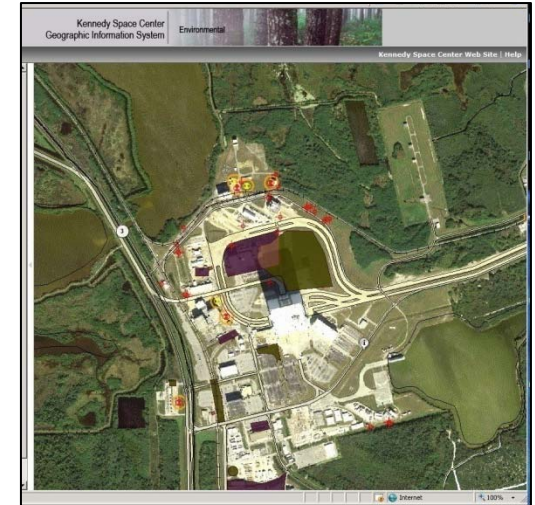 Kennedy Space Center
Geographic Information System
Environmental
Kennedy Space Center Web Site | Help
3
Internet
100%